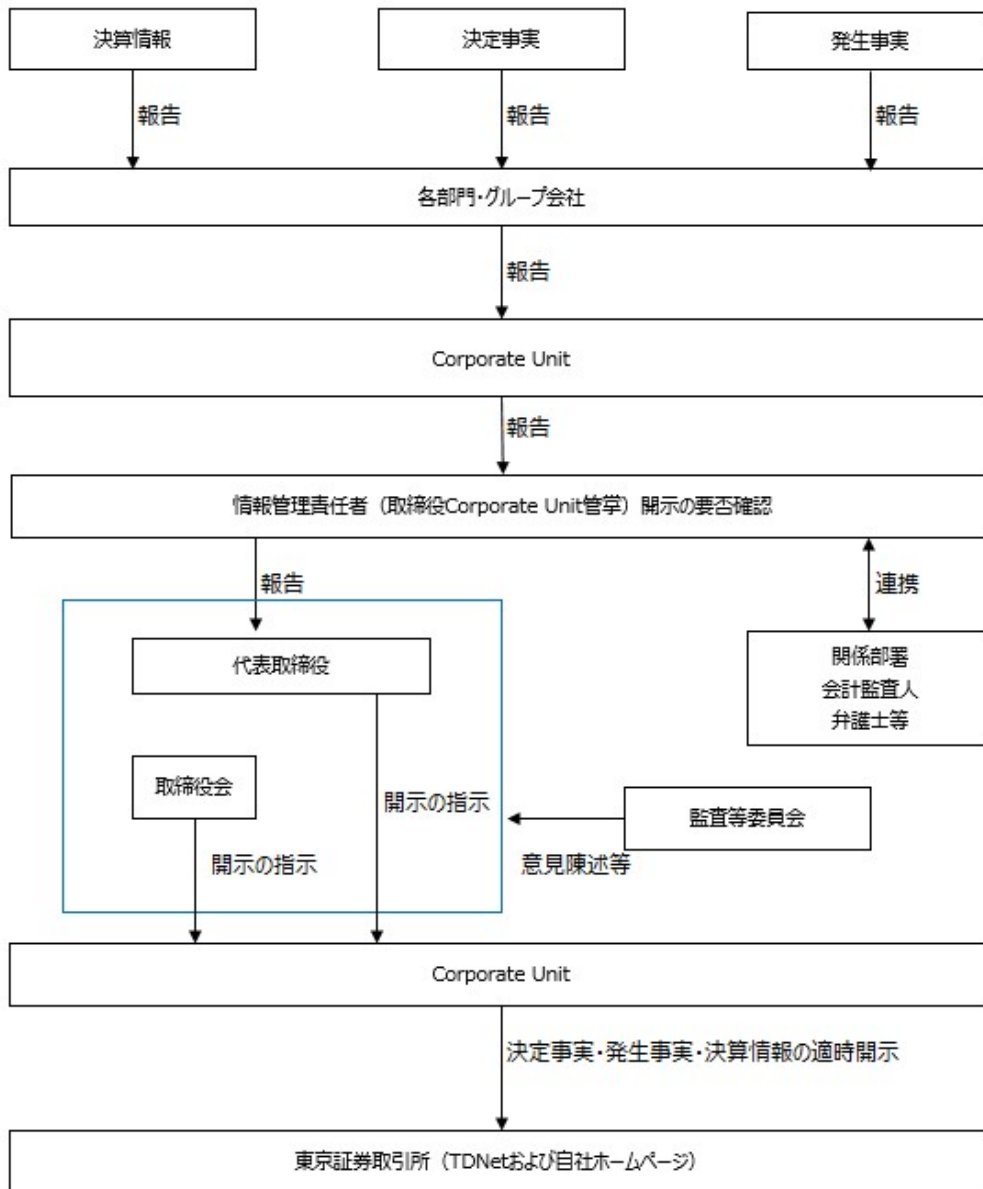 決算情報
決定事実
発生事実
報告
報告
報告
各部門・グループ会社
報告
Corporate Unit
報告
情報管理責任者（取締役Corporate Unit管掌）開示の要否確認
報告
連携
代表取締役
関係部署
会計監査人
弁護士等
取締役会
開示の指示
監査等委員会
開示の指示
意見陳述等
Corporate Unit
決定事実・発生事実・決算情報の適時開示
東京証券取引所（TDNetおよび自社ホームページ）